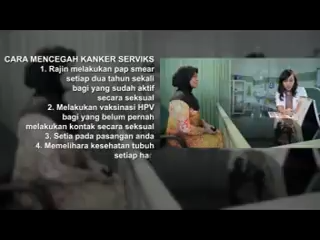 CARA MENCEGAH KANKER SERVIKS
1. Rajin melakukan pap smear
setiap dua tahun sekali
bagi yang sudah aktif
secara seksual
2. Melakukan vaksinasi HPV
bagi yang belum pernah
melakukan kontak secara seksual
3. Setia pada pasangan anda
4. Memelihara kesehatan tubuh
setiap har